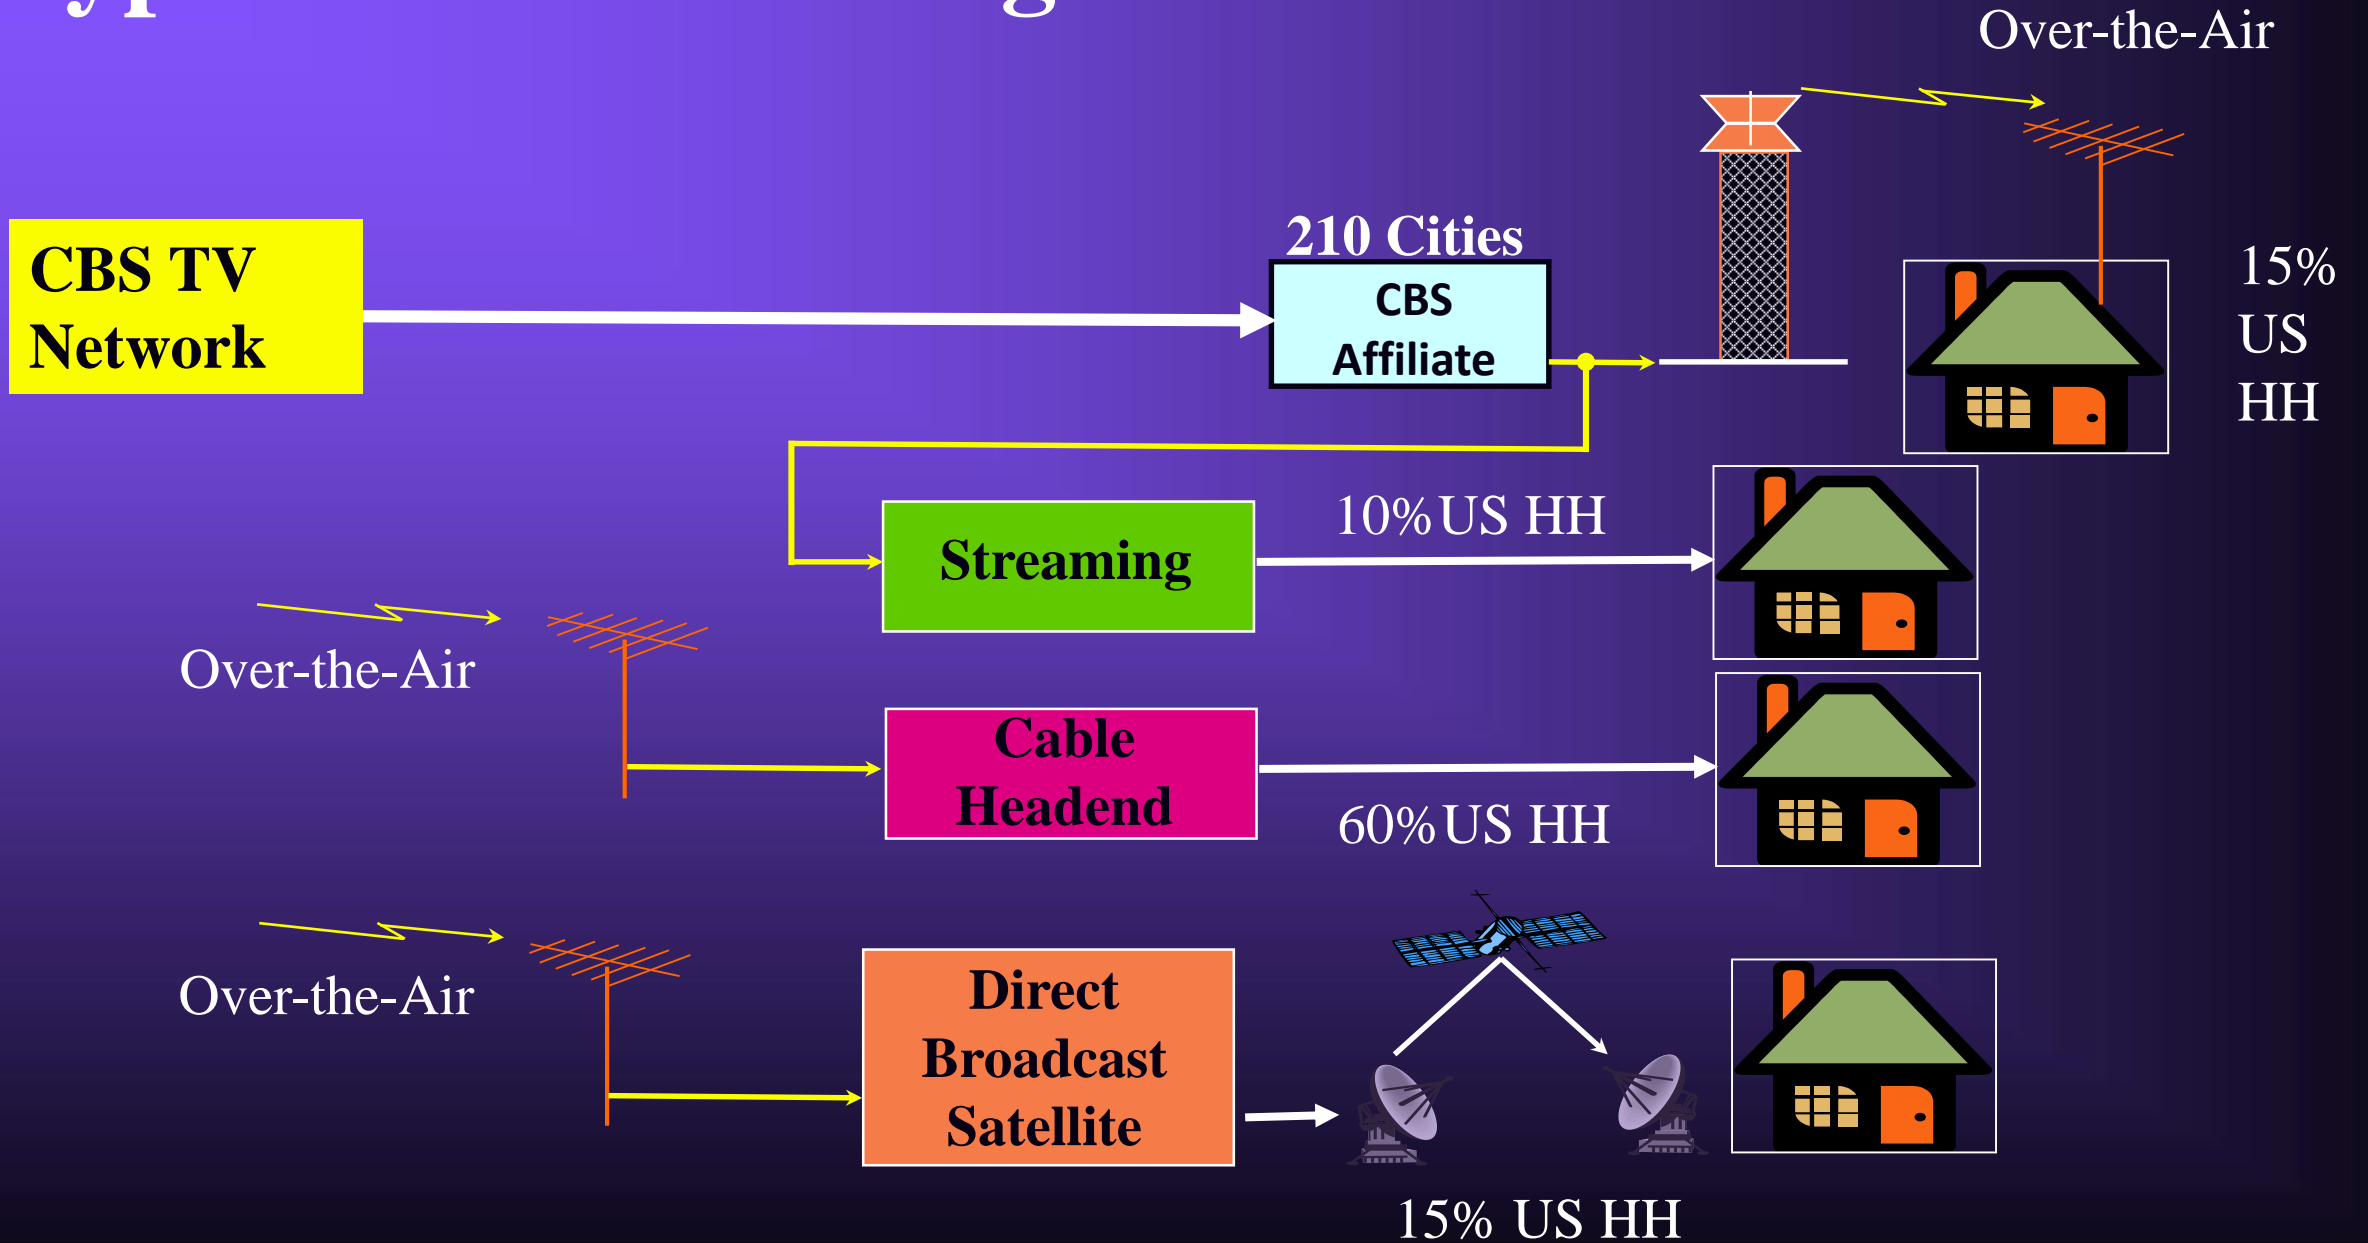 Over-the-Air
210 Cities
CBS TV
Network
CBS
Affiliate
15%
US
HH
Streaming
10% US HH
Over-the-Air
Cable
Headend
60% US HH
Over-the-Air
Direct
Broadcast
Satellite
15% US HH